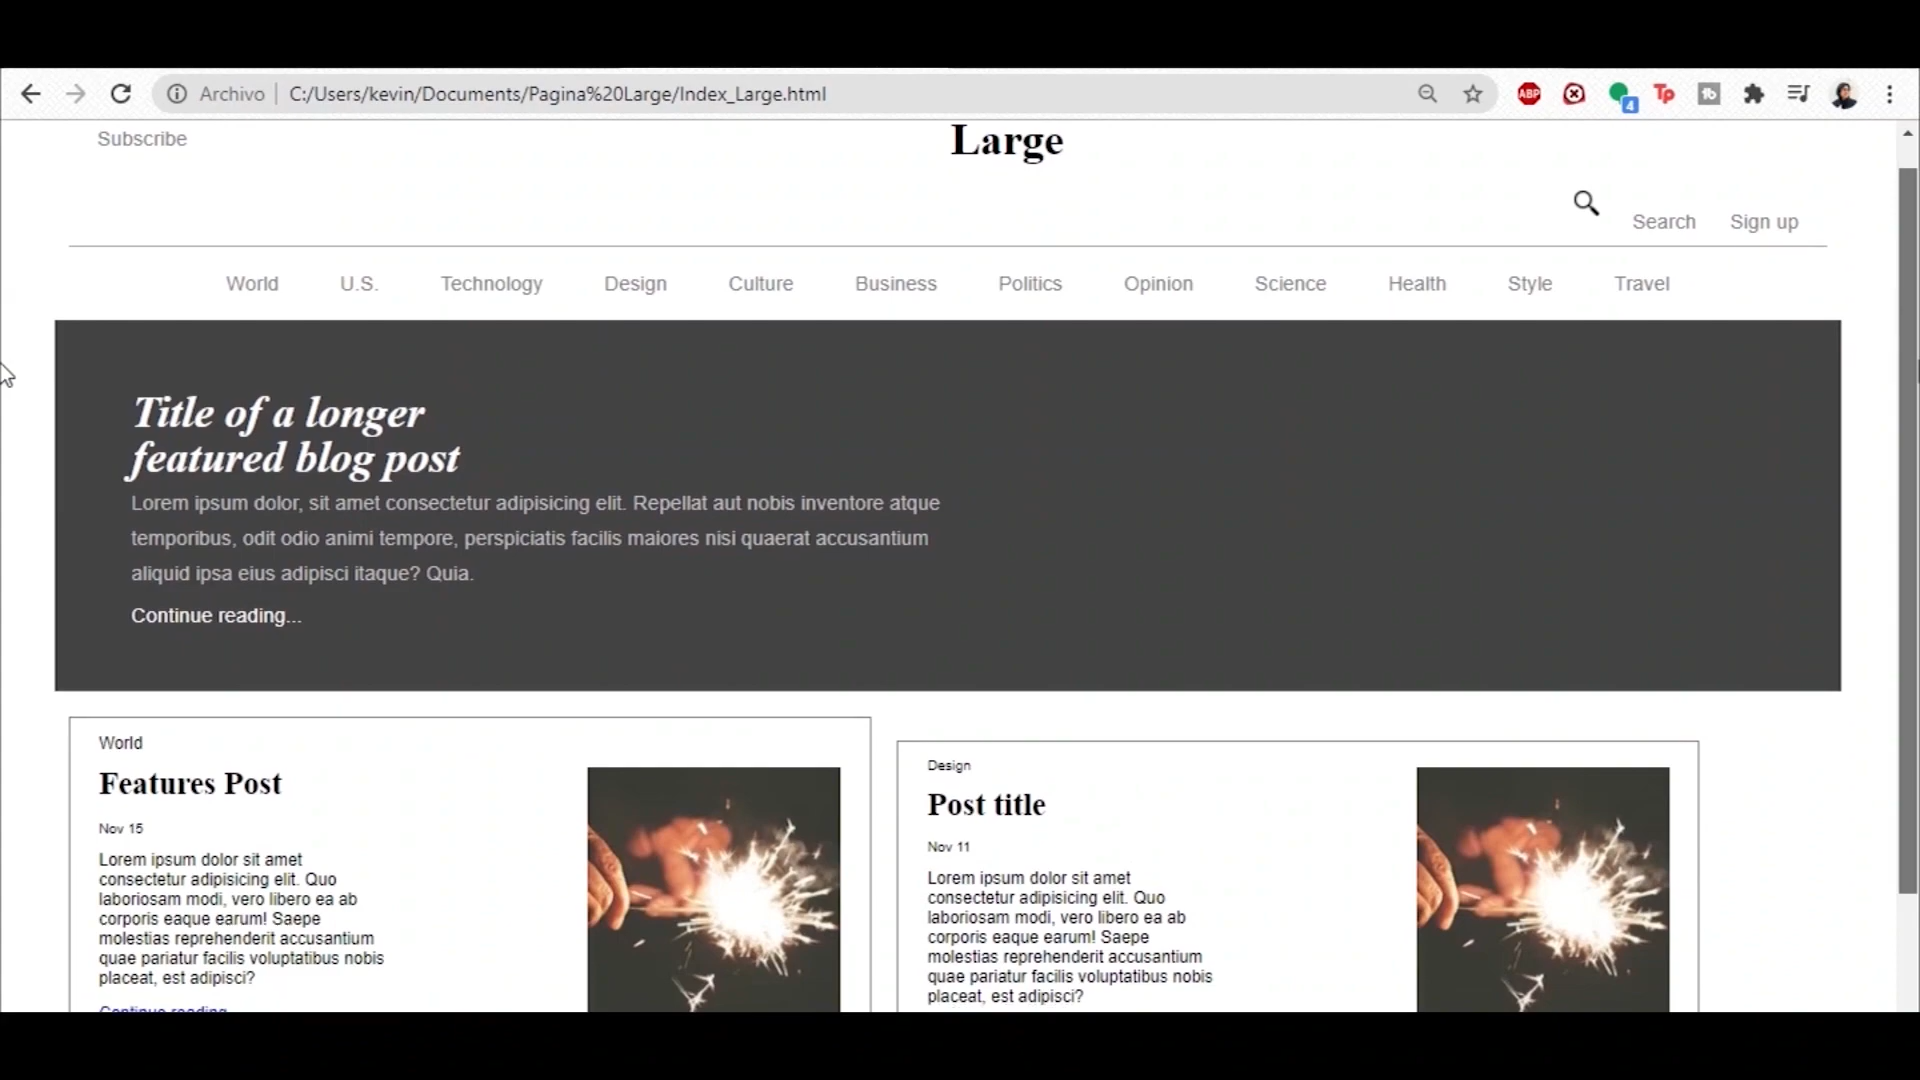 Archivo | C:/Users/kevin/Documents/Pagina%20Large/Index_Large.html
ABP
4
Tp
Subscribe
Large
Search
Sign up
World
U.S.
Technology
Design
Culture
Business
Politics
Opinion
Science
Health
Style
Travel
Title of a longer
featured blog post
Lorem ipsum dolor, sit amet consectetur adipisicing elit. Repellat aut nobis inventore atque
temporibus, odit odio animi tempore, perspiciatis facilis maiores nisi quaerat accusantium
aliquid ipsa eius adipisci itaque? Quia.
Continue reading...
World
Features Post
Nov 15
Lorem ipsum dolor sit amet
consectetur adipisicing elit. Quo
laboriosam modi, vero libero ea ab
corporis eaque earum! Saepe
molestias reprehenderit accusantium
quae pariatur facilis voluptatibus nobis
placeat, est adipisci?
Continue reading
Design
Post title
Nov 11
Lorem ipsum dolor sit amet
consectetur adipisicing elit. Quo
laboriosam modi, vero libero ea ab
corporis eaque earum! Saepe
molestias reprehenderit accusantium
quae pariatur facilis voluptatibus nobis
placeat, est adipisci?